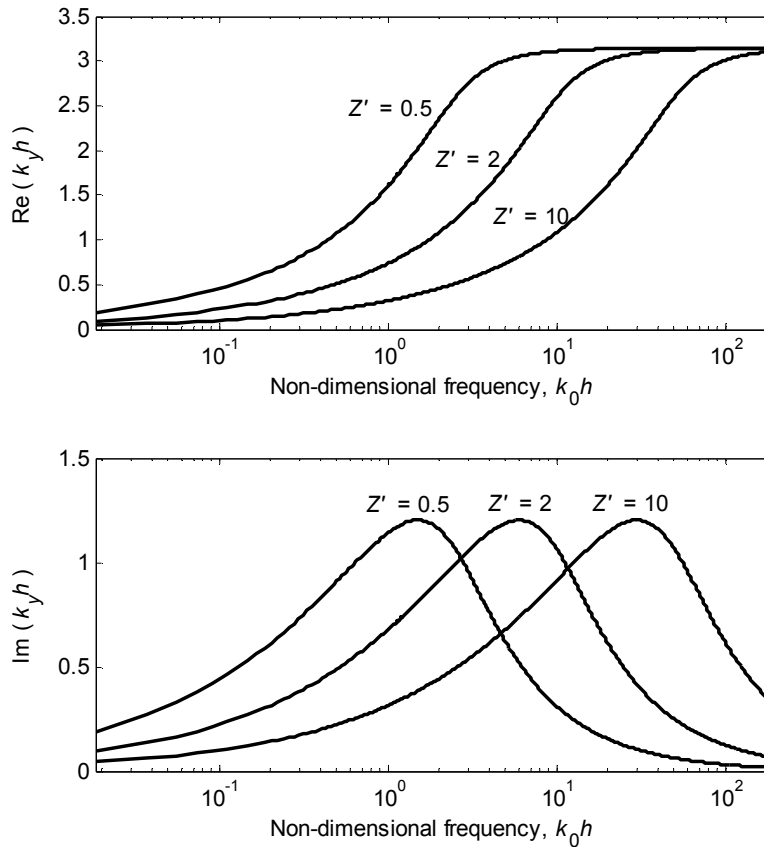 3.5
3
2.5
2
1.5
1
0.5
0
Re ( k_y h )
Z' = 0.5
Z' = 2
Z' = 10
10^-1 10^0 10^1 10^2
Non-dimensional frequency, k_0h
1.5
1
0.5
0
Im ( k_y h )
Z' = 0.5 Z' = 2 Z' = 10
10^-1 10^0 10^1 10^2
Non-dimensional frequency, k_0h